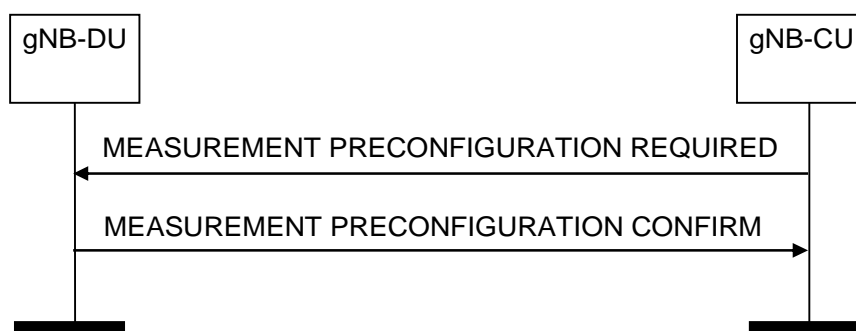 gNB-DU
gNB-CU
MEASUREMENT PRECONFIGURATION REQUIRED
MEASUREMENT PRECONFIGURATION CONFIRM